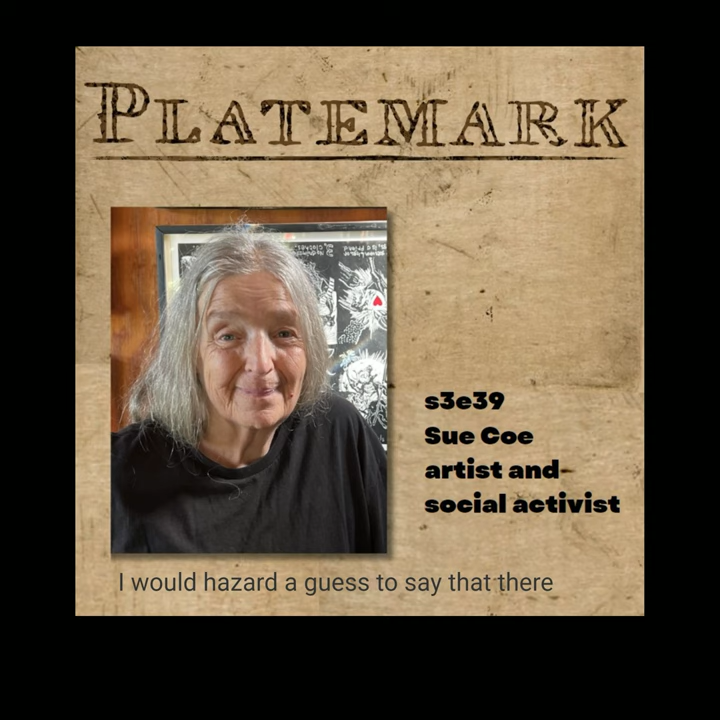 PLATEMARK
s3e39
Sue Coe
artist and
social activist
I would hazard a guess to say that there